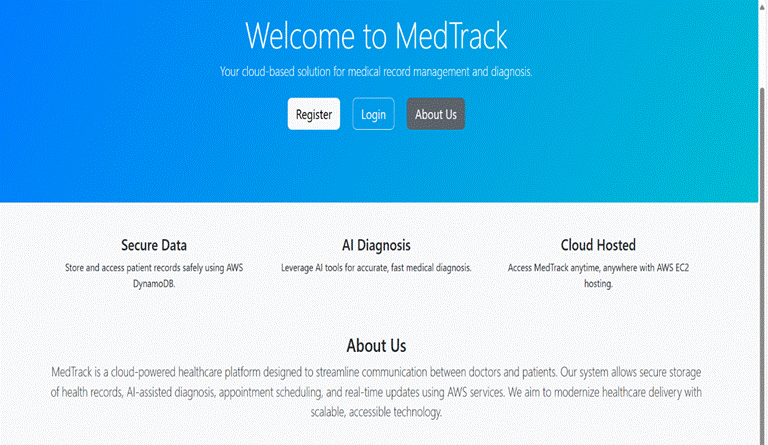 Welcome to MedTrack
Your cloud-based solution for medical record management and diagnosis.
Register
Login
About Us
Secure Data
Store and access patient records safely using AWS
DynamoDB.
AI Diagnosis
Leverage AI tools for accurate, fast medical diagnosis.
Cloud Hosted
Access MedTrack anytime, anywhere with AWS EC2
hosting.
About Us
MedTrack is a cloud-powered healthcare platform designed to streamline communication between doctors and patients. Our system allows secure storage
of health records, AI-assisted diagnosis, appointment scheduling, and real-time updates using AWS services. We aim to modernize healthcare delivery with
scalable, accessible technology.